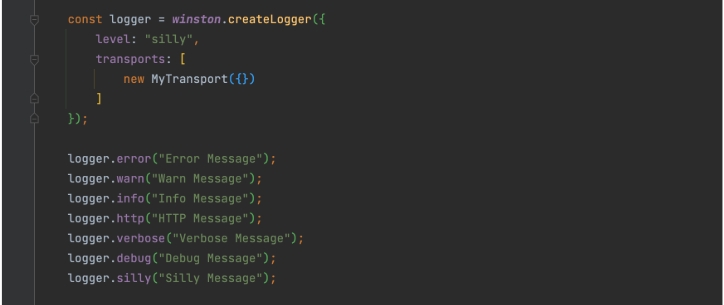 const logger = winston.createLogger({
    level: "silly",
    transports: [
        new MyTransport({})
    ]
});
logger.error("Error Message");
logger.warn("Warn Message");
logger.info("Info Message");
logger.http("HTTP Message");
logger.verbose("Verbose Message");
logger.debug("Debug Message");
logger.silly("Silly Message");